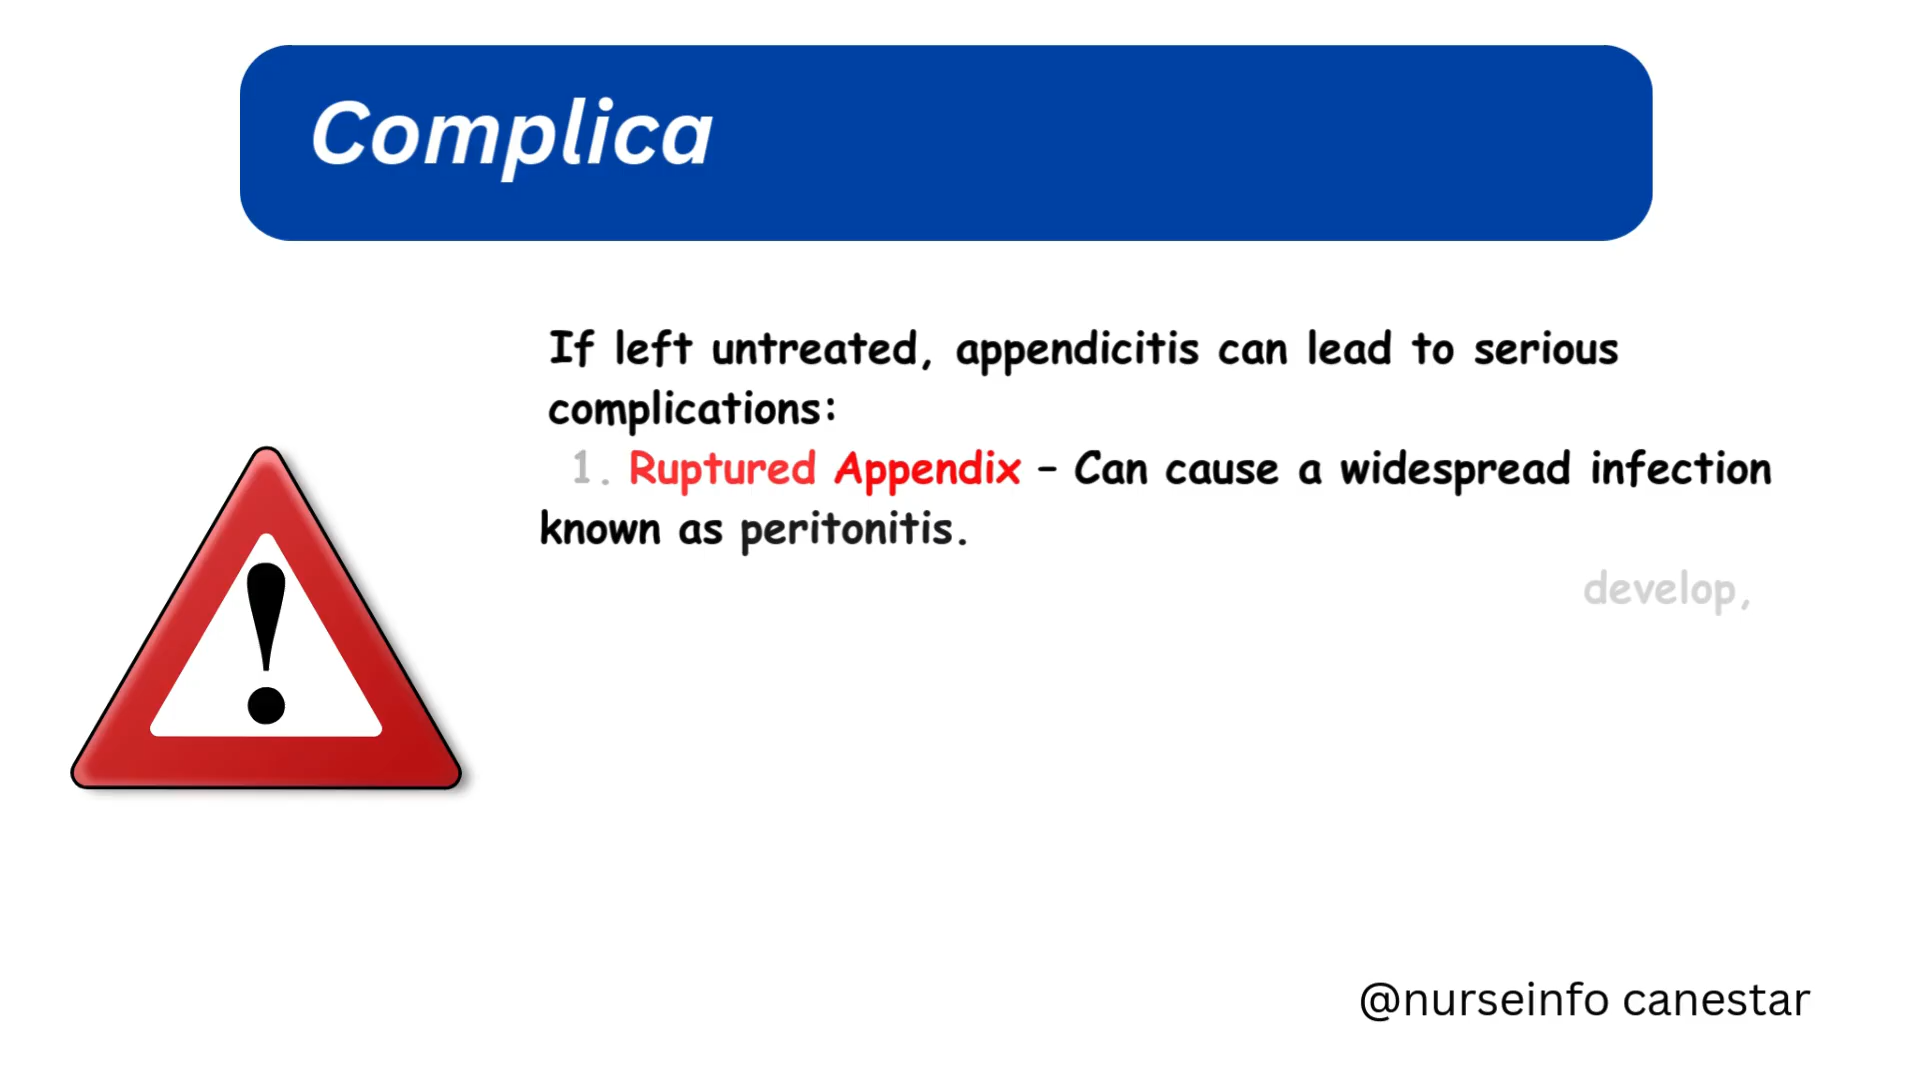 Complica
If left untreated, appendicitis can lead to serious
complications:
1. Ruptured Appendix – Can cause a widespread infection
known as peritonitis.
develop,
@nurseinfo canestar